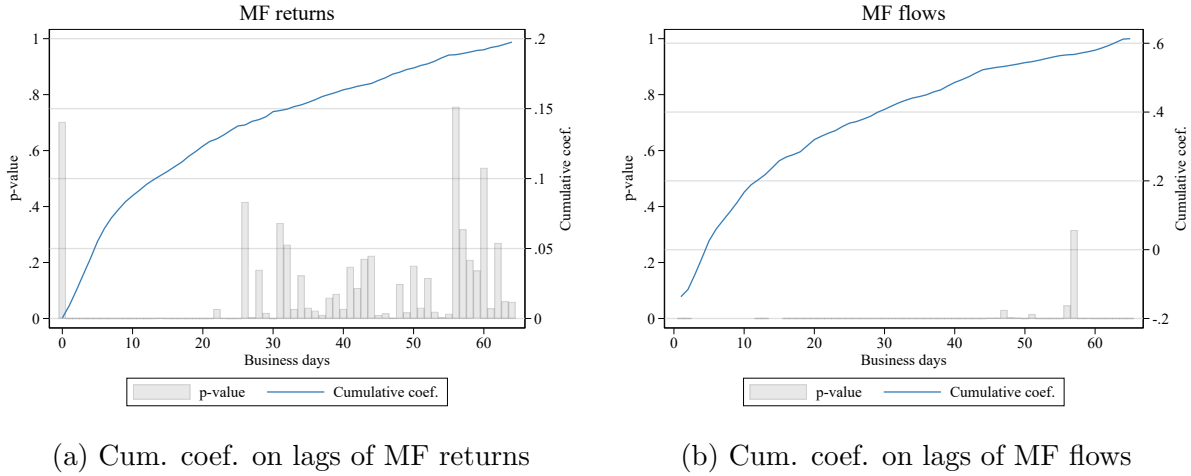 MF returns
1
.8
.6
.4
.2
0
p-value
.2
.15
.1
.05
0
Cumulative coef.
0 10 20 30 40 50 60
Business days
p-value Cumulative coef.
(a) Cum. coef. on lags of MF returns
MF flows
1
.8
.6
.4
.2
0
p-value
.6
.4
.2
0
-.2
Cumulative coef.
0 10 20 30 40 50 60
Business days
p-value Cumulative coef.
(b) Cum. coef. on lags of MF flows